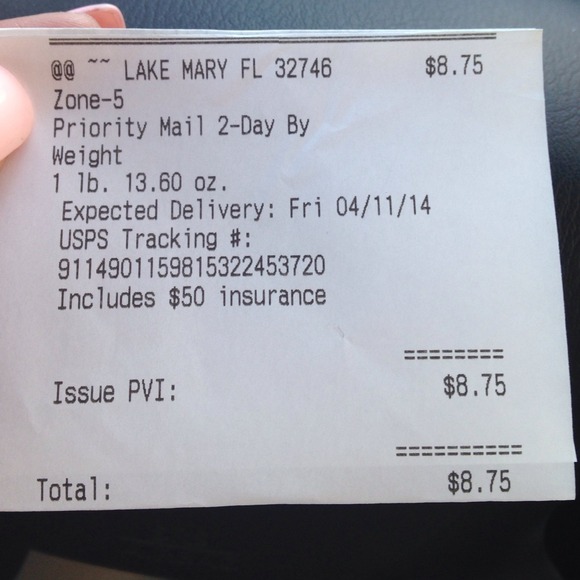 @@ ~~ LAKE MARY FL 32746 $8.75
Zone-5
Priority Mail 2-Day By
Weight
1 lb. 13.60 oz.
Expected Delivery: Fri 04/11/14
USPS Tracking #:
9114901159815322453720
Includes $50 insurance
========
Issue PVI: $8.75
==========
Total: $8.75